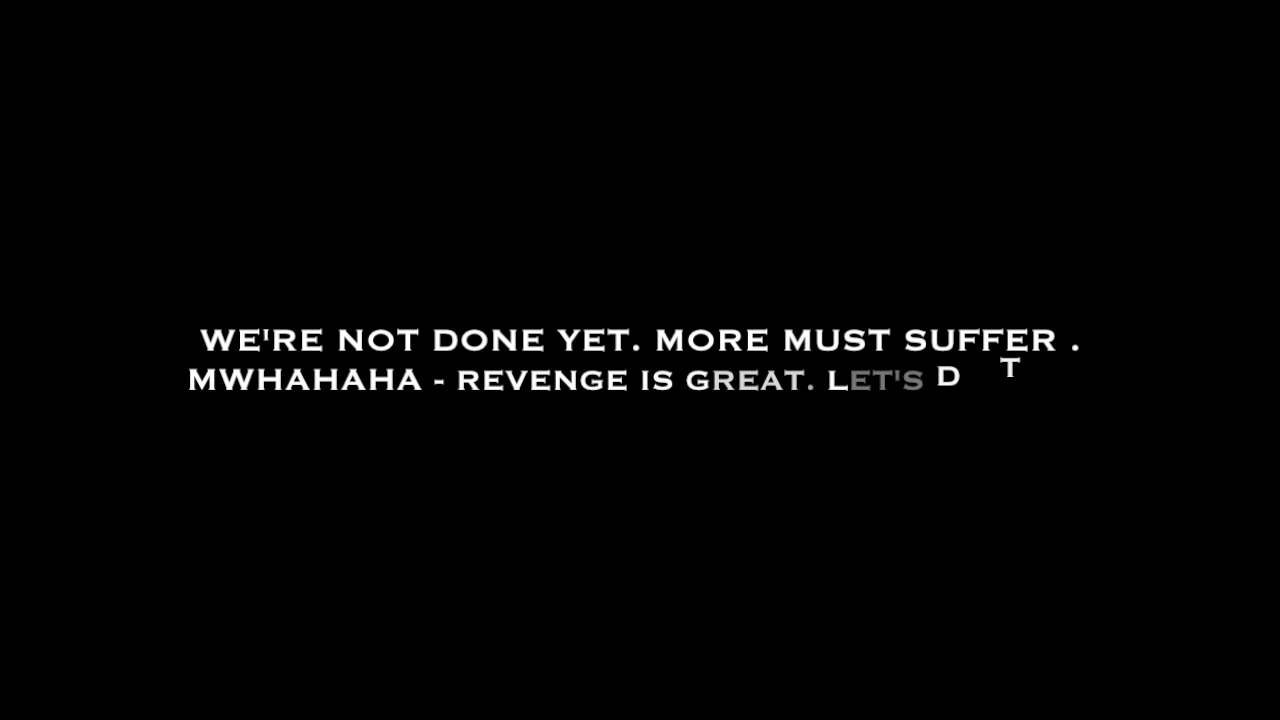 WE'RE NOT DONE YET. MORE MUST SUFFER .
MWHAHAHA - REVENGE IS GREAT. LET'S D T